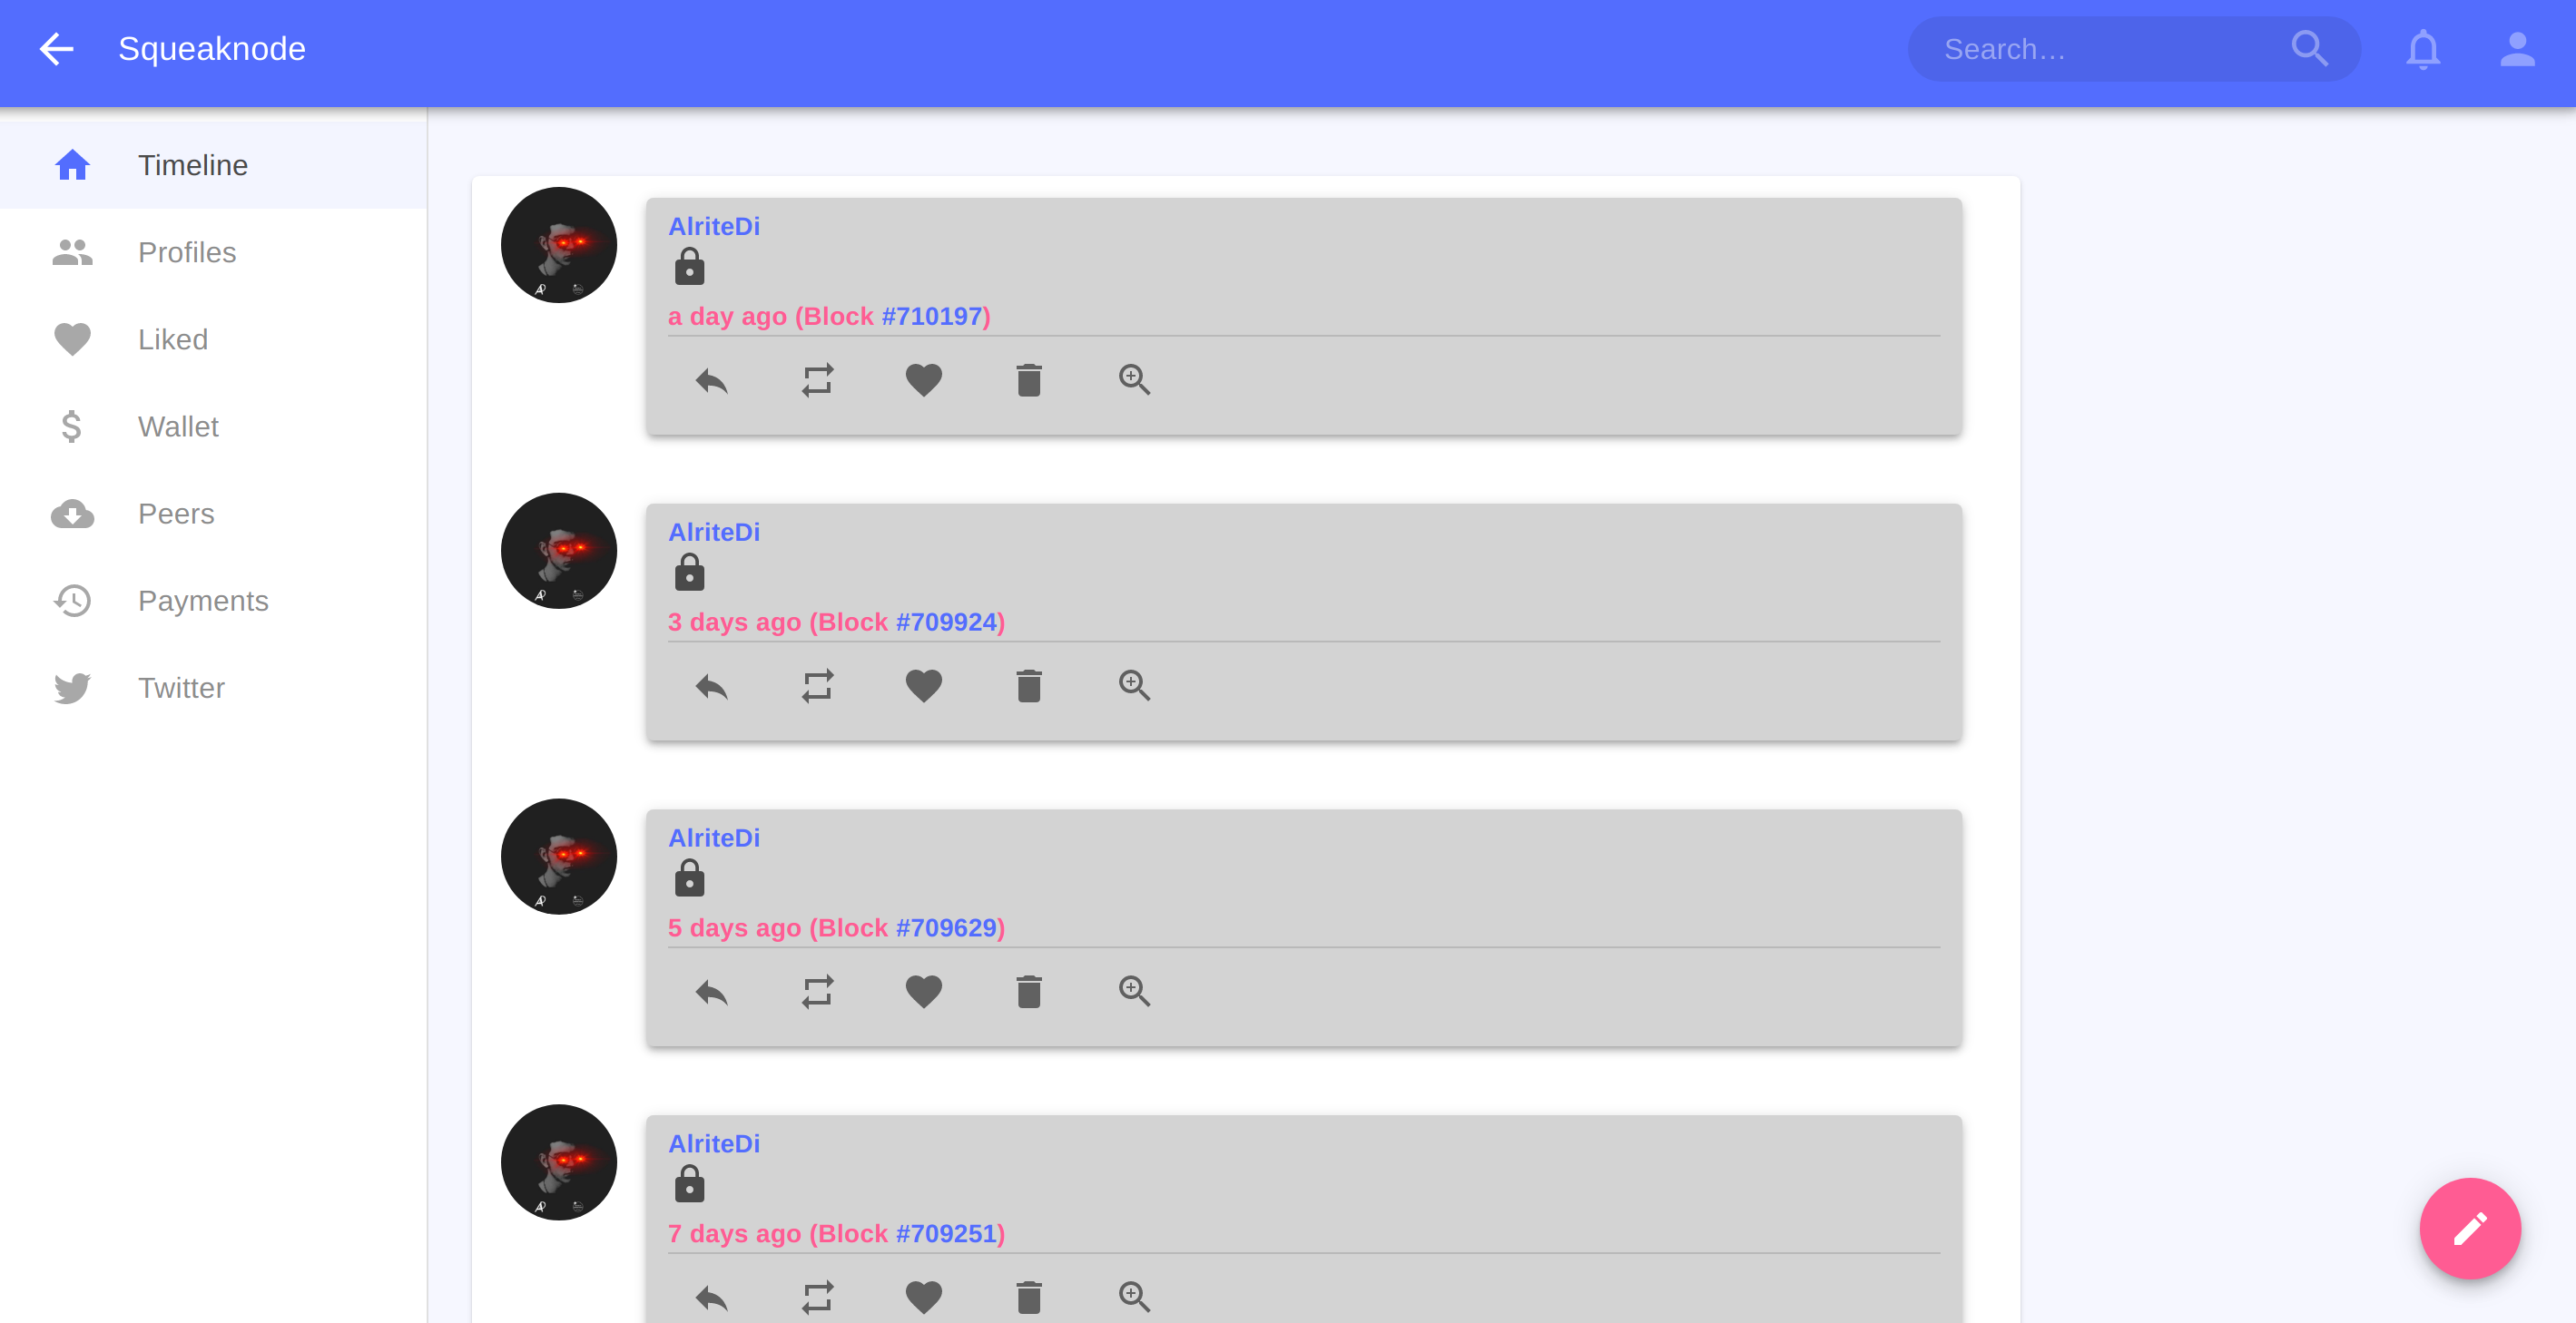 Squeaknode
Search…
Timeline
Profiles
Liked
Wallet
Peers
Payments
Twitter
AlriteDi
a day ago (Block #710197)
AlriteDi
3 days ago (Block #709924)
AlriteDi
5 days ago (Block #709629)
AlriteDi
7 days ago (Block #709251)